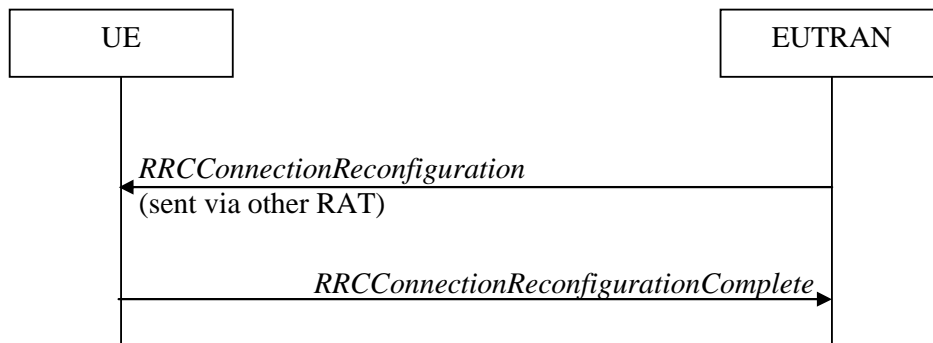 UE
EUTRAN
RRCConnectionReconfiguration
(sent via other RAT)
RRCConnectionReconfigurationComplete